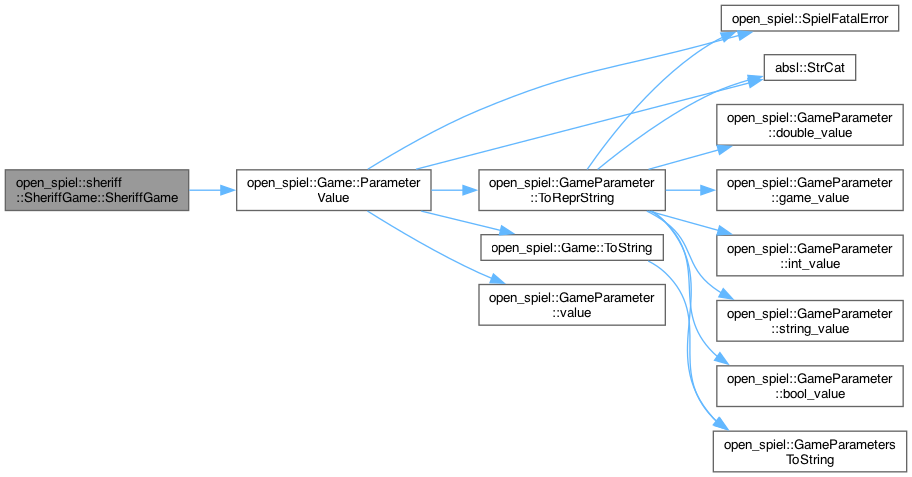 open_spiel::sheriff
::SheriffGame::SheriffGame
open_spiel::Game::Parameter
Value
open_spiel::GameParameter
::ToReprString
open_spiel::Game::ToString
open_spiel::GameParameter
::value
open_spiel::SpielFatalError
absl::StrCat
open_spiel::GameParameter
::double_value
open_spiel::GameParameter
::game_value
open_spiel::GameParameter
::int_value
open_spiel::GameParameter
::string_value
open_spiel::GameParameter
::bool_value
open_spiel::GameParameters
ToString